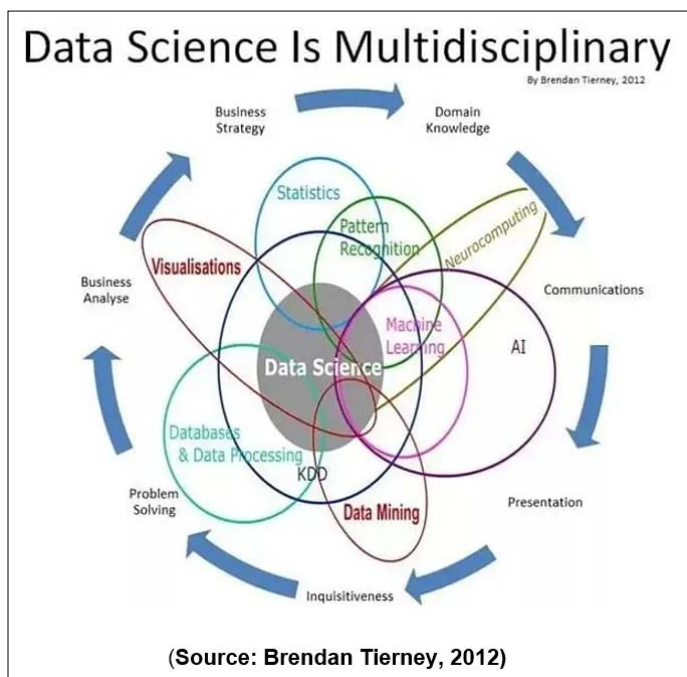 Data Science Is Multidisciplinary
By Brendan Tierney, 2012
Business
Strategy
Domain
Knowledge
Statistics
Pattern
Recognition
Neurocomputing
Visualisations
Business
Analyse
Communications
Machine
Learning
AI
Data Science
Databases
& Data Processing
KDD
Problem
Solving
Data Mining
Presentation
Inquisitiveness
(Source: Brendan Tierney, 2012)